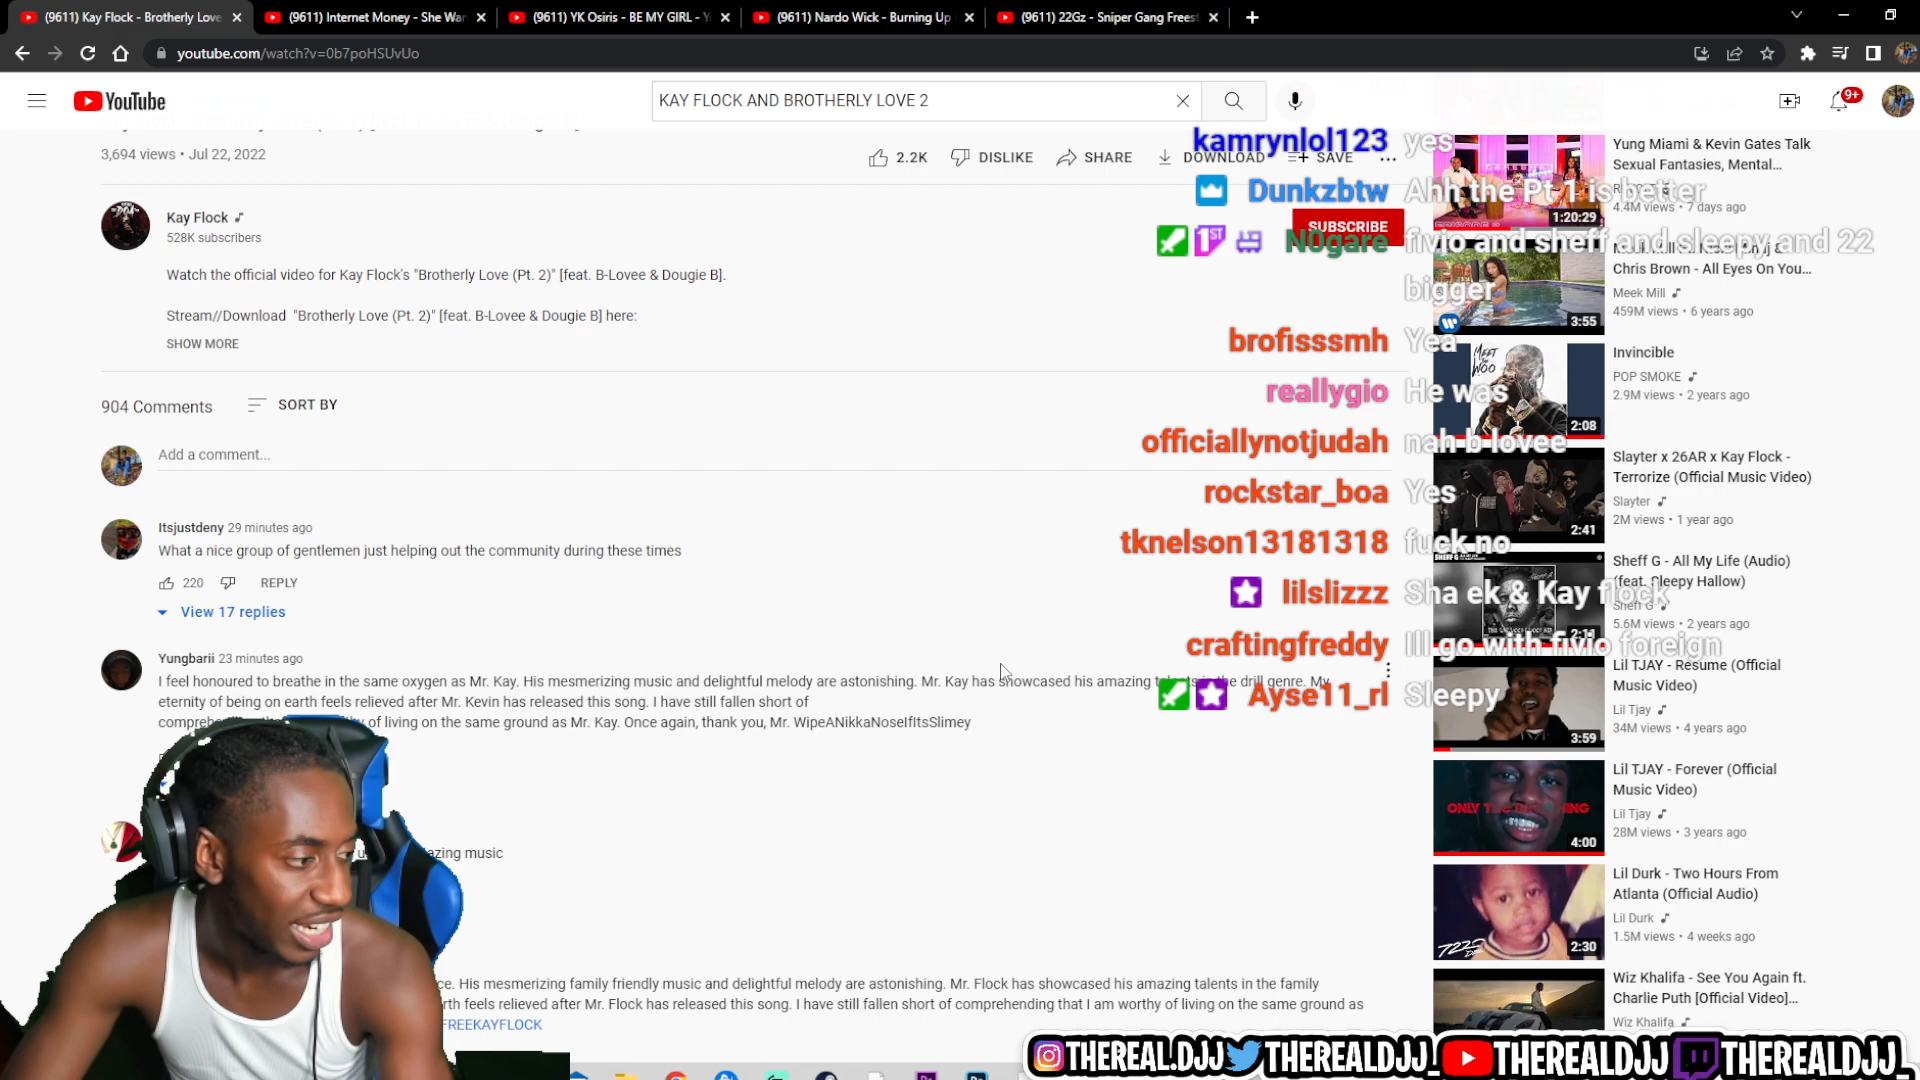 (9611) Kay Flock - Brotherly Love
(9611) Internet Money - She Wan
(9611) YK Osiris - BE MY GIRL - Y
(9611) Nardo Wick - Burning Up
(9611) 22Gz - Sniper Gang Freest
youtube.com/watch?v=0b7poHSUvUo
YouTube
KAY FLOCK AND BROTHERLY LOVE 2
9+
3,694 views • Jul 22, 2022
2.2K
DISLIKE
SHARE
DOWNLOAD
SAVE
Kay Flock
528K subscribers
SUBSCRIBE
Watch the official video for Kay Flock's "Brotherly Love (Pt. 2)" [feat. B-Lovee & Dougie B].
Stream//Download "Brotherly Love (Pt. 2)" [feat. B-Lovee & Dougie B] here:
SHOW MORE
904 Comments
SORT BY
Add a comment...
Itsjustdeny 29 minutes ago
What a nice group of gentlemen just helping out the community during these times
220
REPLY
View 17 replies
Yungbarii 23 minutes ago
I feel honoured to breathe in the same oxygen as Mr. Kay. His mesmerizing music and delightful melody are astonishing. Mr. Kay has showcased his amazing talents in the drill genre. My
eternity of being on earth feels relieved after Mr. Kevin has released this song. I have still fallen short of
of living on the same ground as Mr. Kay. Once again, thank you, Mr. WipeANikkaNoseIfItsSlimey
music
His mesmerizing family friendly music and delightful melody are astonishing. Mr. Flock has showcased his amazing talents in the family
feels relieved after Mr. Flock has released this song. I have still fallen short of comprehending that I am worthy of living on the same ground as
FREEKAYFLOCK
kamrynlol123 yes
Dunkzbtw Ahh the Pt 1 is better
1ST N0gare fivio and sheff and sleepy and 22
bigger
brofisssmh Yea
reallygio He was
officiallynotjudah nah b lovee
rockstar_boa Yes
tknelson13181318 fuck no
lilslizzz Sha ek & Kay flock
craftingfreddy Ill go with fivio foreign
Ayse11_rl Sleepy
Yung Miami & Kevin Gates Talk
Sexual Fantasies, Mental...
4.4M views • 7 days ago
1:20:29
Chris Brown - All Eyes On You...
Meek Mill
459M views • 6 years ago
3:55
Invincible
POP SMOKE
2.9M views • 2 years ago
MEET THE WOO
2:08
Slayter x 26AR x Kay Flock -
Terrorize (Official Music Video)
Slayter
2M views • 1 year ago
2:41
Sheff G - All My Life (Audio)
(feat. Sleepy Hallow)
Sheff G
5.6M views • 2 years ago
SHEFF G
2:11
Lil TJAY - Resume (Official
Music Video)
Lil Tjay
34M views • 4 years ago
3:59
Lil TJAY - Forever (Official
Music Video)
Lil Tjay
28M views • 3 years ago
4:00
Lil Durk - Two Hours From
Atlanta (Official Audio)
Lil Durk
1.5M views • 4 weeks ago
7220
2:30
Wiz Khalifa - See You Again ft.
Charlie Puth [Official Video]...
Wiz Khalifa
THEREAL.DJJ
THEREALDJJ_
THEREALDJJ
THEREALDJJ_